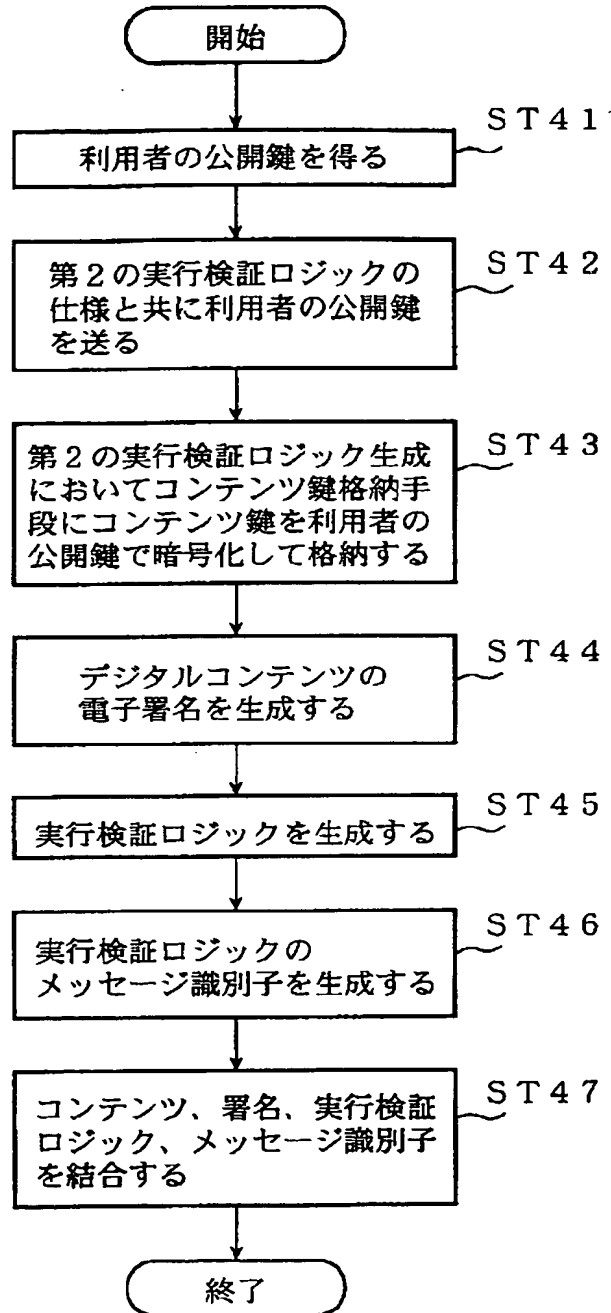 開始
ST41
利用者の公開鍵を得る
ST42
第2の実行検証ロジックの
仕様と共に利用者の公開鍵
を送る
ST43
第2の実行検証ロジック生成
においてコンテンツ鍵格納手
段にコンテンツ鍵を利用者の
公開鍵で暗号化して格納する
ST44
デジタルコンテンツの
電子署名を生成する
ST45
実行検証ロジックを生成する
ST46
実行検証ロジックの
メッセージ識別子を生成する
ST47
コンテンツ、署名、実行検証
ロジック、メッセージ識別子
を結合する
終了